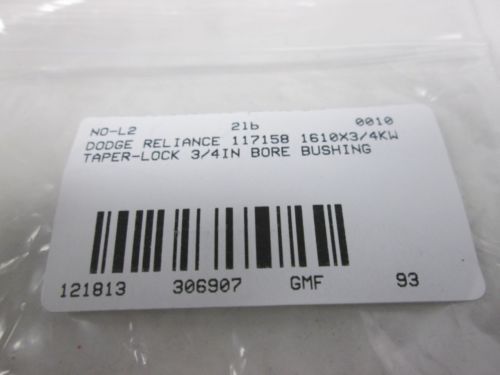 NO-L2 21b 0010
DODGE RELIANCE 117158 1610X3/4KW
TAPER-LOCK 3/4IN BORE BUSHING
121813 306907 GMF 93